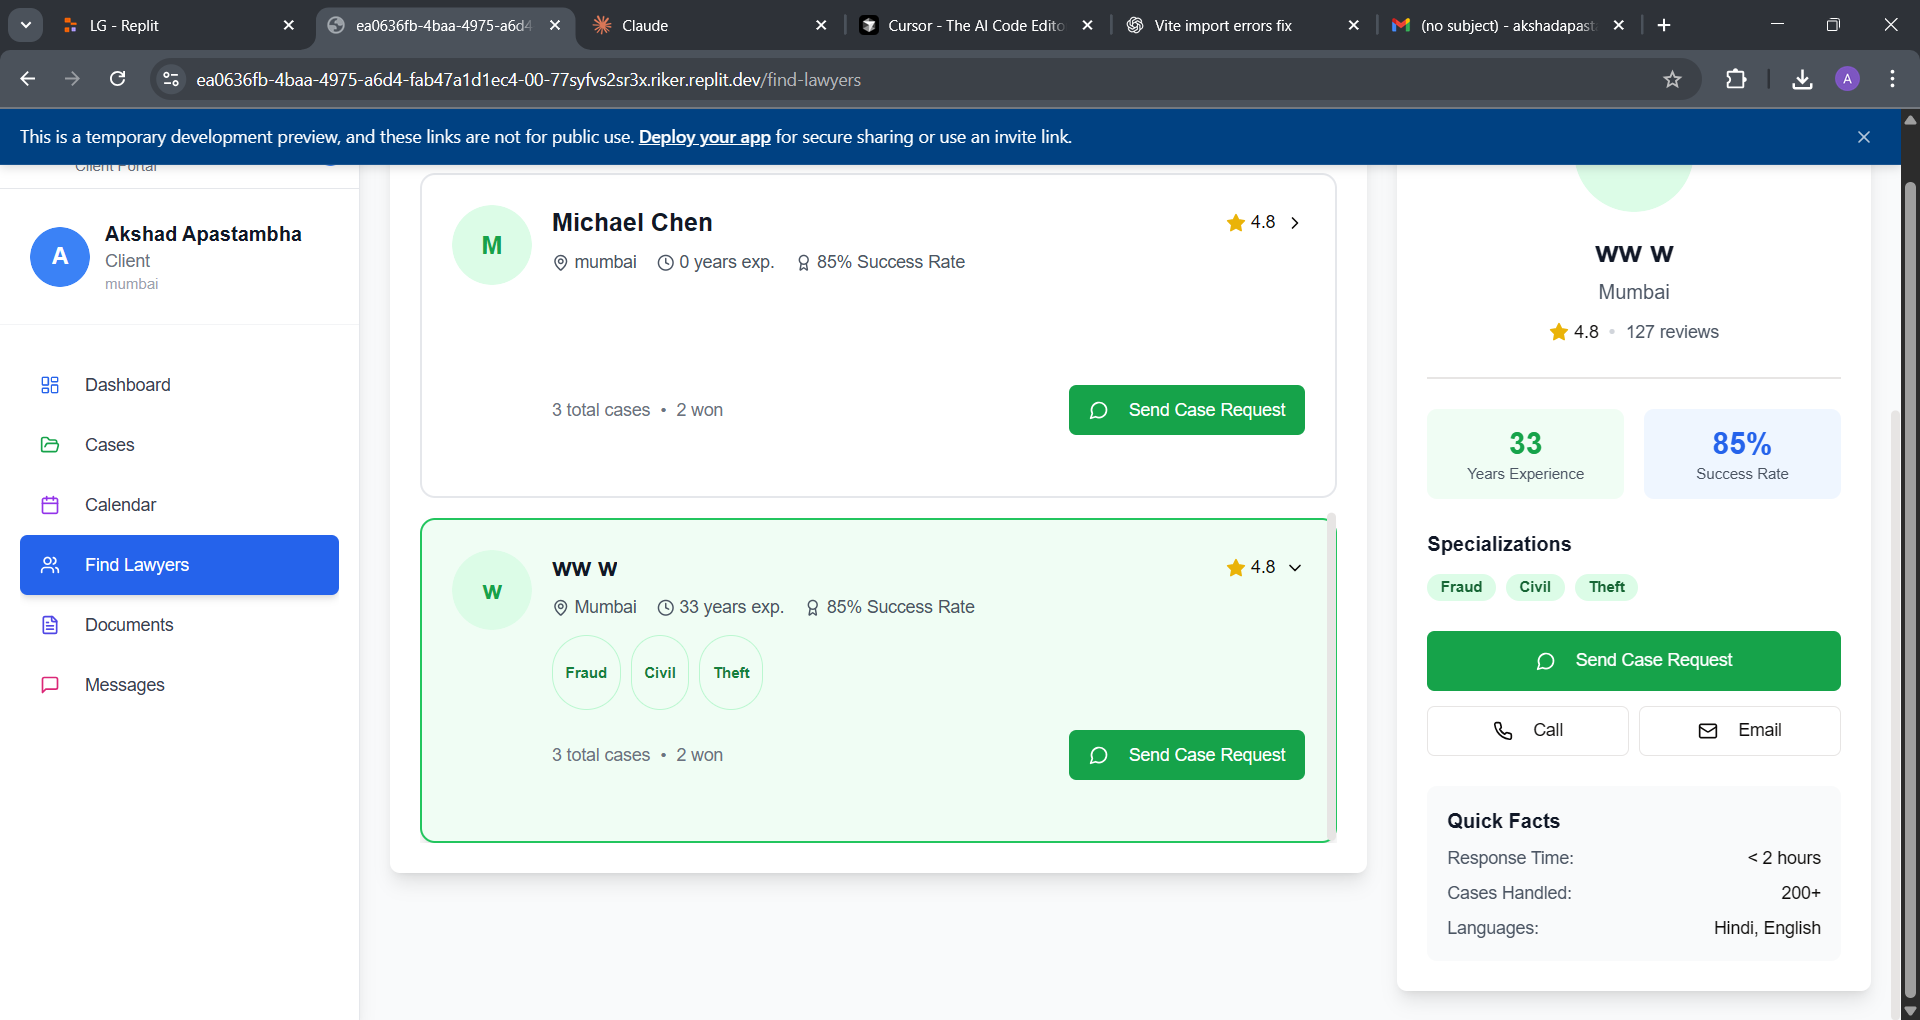 LG - Replit
ea0636fb-4baa-4975-a6d4-
Claude
Cursor - The AI Code Edito
Vite import errors fix
(no subject) - akshadapast
ea0636fb-4baa-4975-a6d4-fab47a1d1ec4-00-77syfvs2sr3x.riker.replit.dev/find-lawyers
A
This is a temporary development preview, and these links are not for public use. Deploy your app for secure sharing or use an invite link.
Client Portal
A
Akshad Apastambha
Client
mumbai
Dashboard
Cases
Calendar
Find Lawyers
Documents
Messages
M
Michael Chen
4.8
mumbai
0 years exp.
85% Success Rate
3 total cases • 2 won
Send Case Request
w
ww w
4.8
Mumbai
33 years exp.
85% Success Rate
Fraud
Civil
Theft
3 total cases • 2 won
Send Case Request
ww w
Mumbai
4.8 • 127 reviews
33
Years Experience
85%
Success Rate
Specializations
Fraud
Civil
Theft
Send Case Request
Call
Email
Quick Facts
Response Time: < 2 hours
Cases Handled: 200+
Languages: Hindi, English